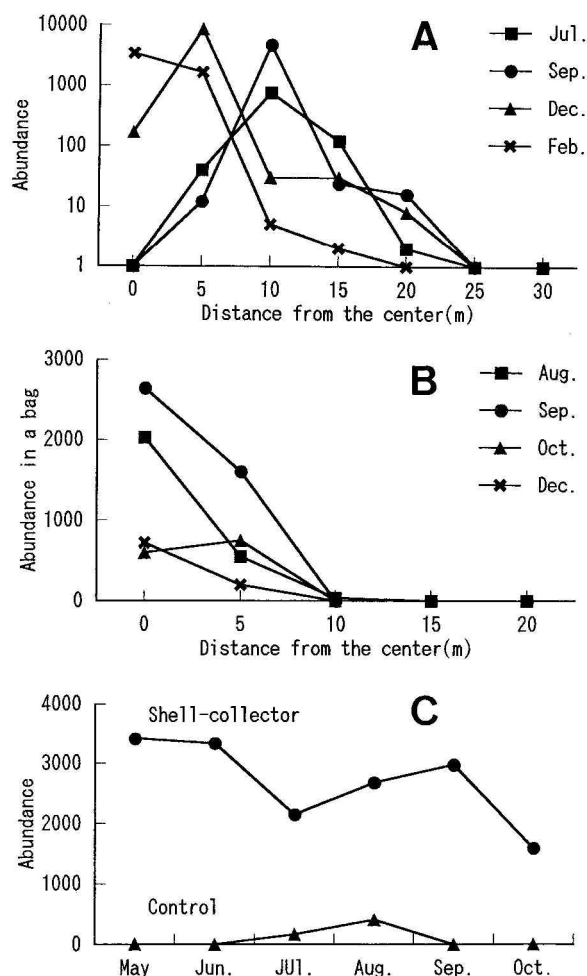 A
10000
1000
100
10
1
Abundance
Jul.
Sep.
Dec.
Feb.
0 5 10 15 20 25 30
Distance from the center(m)
B
3000
2000
1000
0
Abundance in a bag
Aug.
Sep.
Oct.
Dec.
0 5 10 15 20
Distance from the center(m)
C
4000
3000
2000
1000
0
Abundance
Shell-collector
Control
May Jun. JUl. Aug. Sep. Oct.